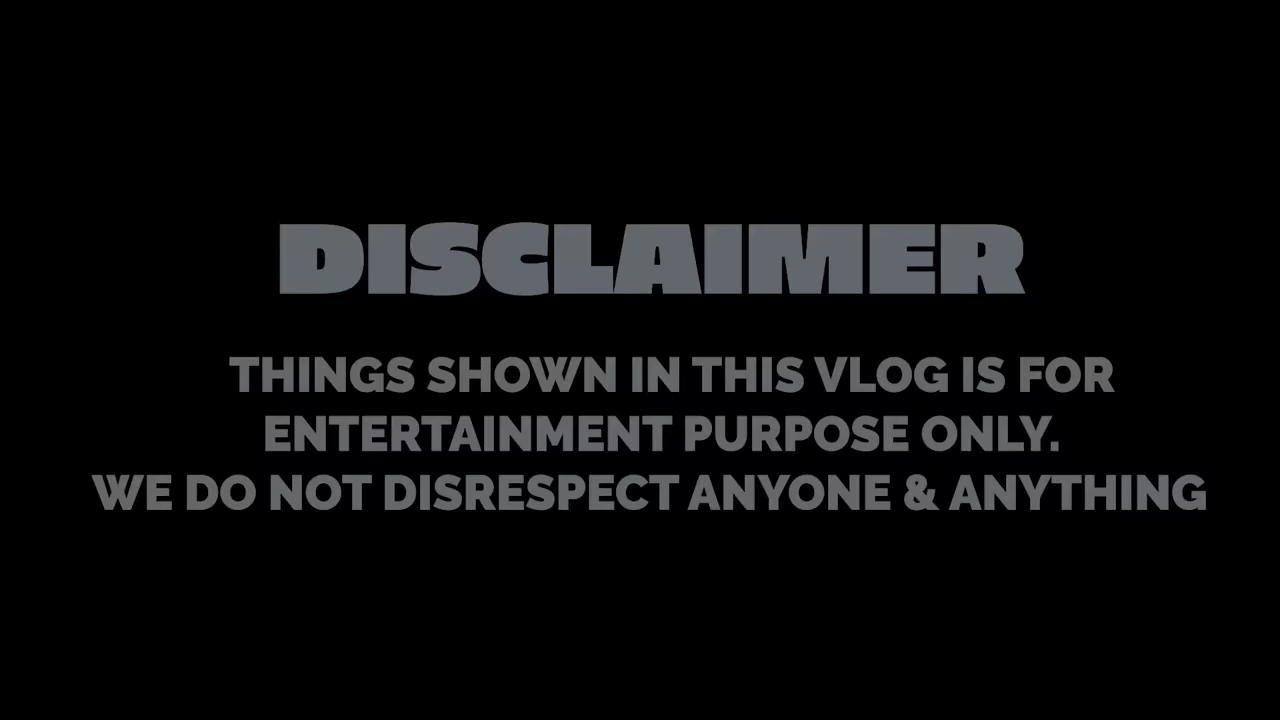 DISCLAIMER
THINGS SHOWN IN THIS VLOG IS FOR
ENTERTAINMENT PURPOSE ONLY.
WE DO NOT DISRESPECT ANYONE & ANYTHING